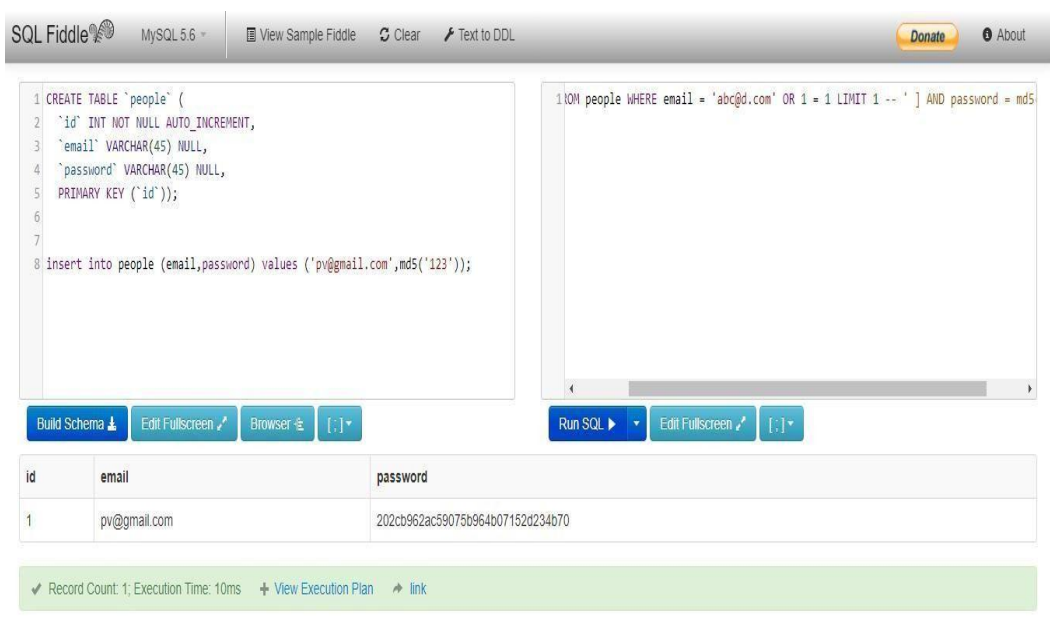 SQL Fiddle MySQL 5.6 View Sample Fiddle Clear Text to DDL Donate About
1 CREATE TABLE `people` (
2 `id` INT NOT NULL AUTO_INCREMENT,
3 `email` VARCHAR(45) NULL,
4 `password` VARCHAR(45) NULL,
5 PRIMARY KEY (`id`));
6
7
8 insert into people (email,password) values ('pv@gmail.com',md5('123'));
Build Schema Edit Fullscreen Browser [ ; ]
1 ROM people WHERE email = 'abc@d.com' OR 1 = 1 LIMIT 1 -- ' ] AND password = md5
Run SQL Edit Fullscreen [ ; ]
id email password
1 pv@gmail.com 202cb962ac59075b964b07152d234b70
Record Count: 1; Execution Time: 10ms View Execution Plan link